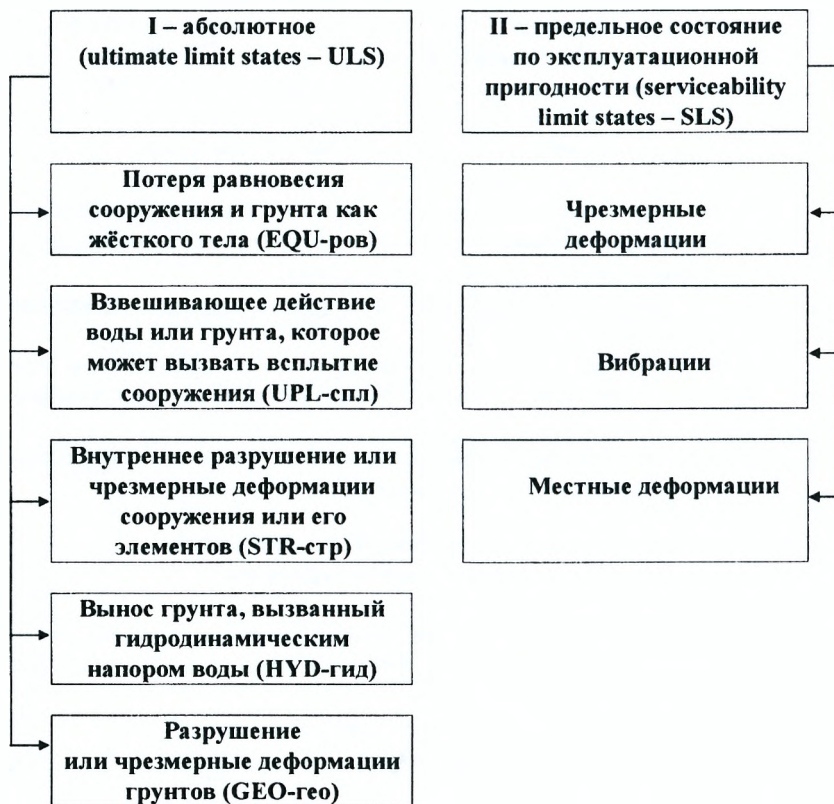 I – абсолютное
(ultimate limit states – ULS)
II – предельное состояние
по эксплуатационной
пригодности (serviceability
limit states – SLS)
Потеря равновесия
сооружения и грунта как
жёсткого тела (EQU-ров)
Чрезмерные
деформации
Взвешивающее действие
воды или грунта, которое
может вызвать всплытие
сооружения (UPL-спл)
Вибрации
Внутреннее разрушение или
чрезмерные деформации
сооружения или его
элементов (STR-стр)
Местные деформации
Вынос грунта, вызванный
гидродинамическим
напором воды (HYD-гид)
Разрушение
или чрезмерные деформации
грунтов (GEO-гео)